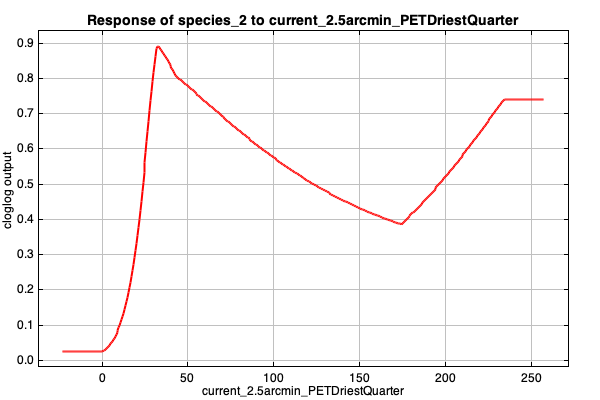 Response of species_2 to current_2.5arcmin_PETDriestQuarter
cloglog output
0.9
0.8
0.7
0.6
0.5
0.4
0.3
0.2
0.1
0.0
0 50 100 150 200 250
current_2.5arcmin_PETDriestQuarter